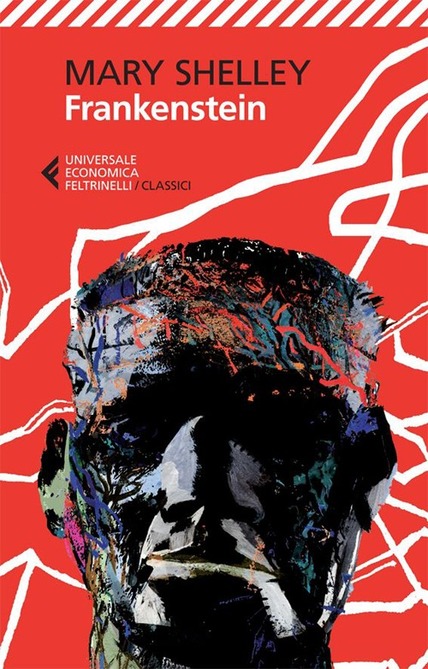 MARY SHELLEY
Frankenstein
UNIVERSALE
ECONOMICA
FELTRINELLI/CLASSICI